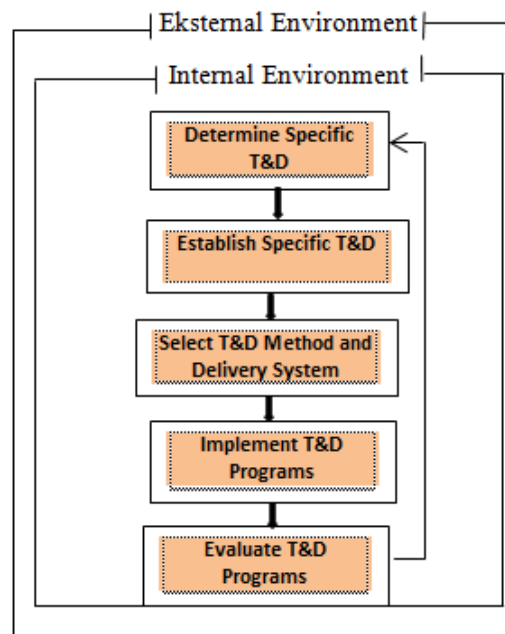 Eksternal Environment
Internal Environment
Determine Specific
T&D
Establish Specific T&D
Select T&D Method and
Delivery System
Implement T&D
Programs
Evaluate T&D
Programs